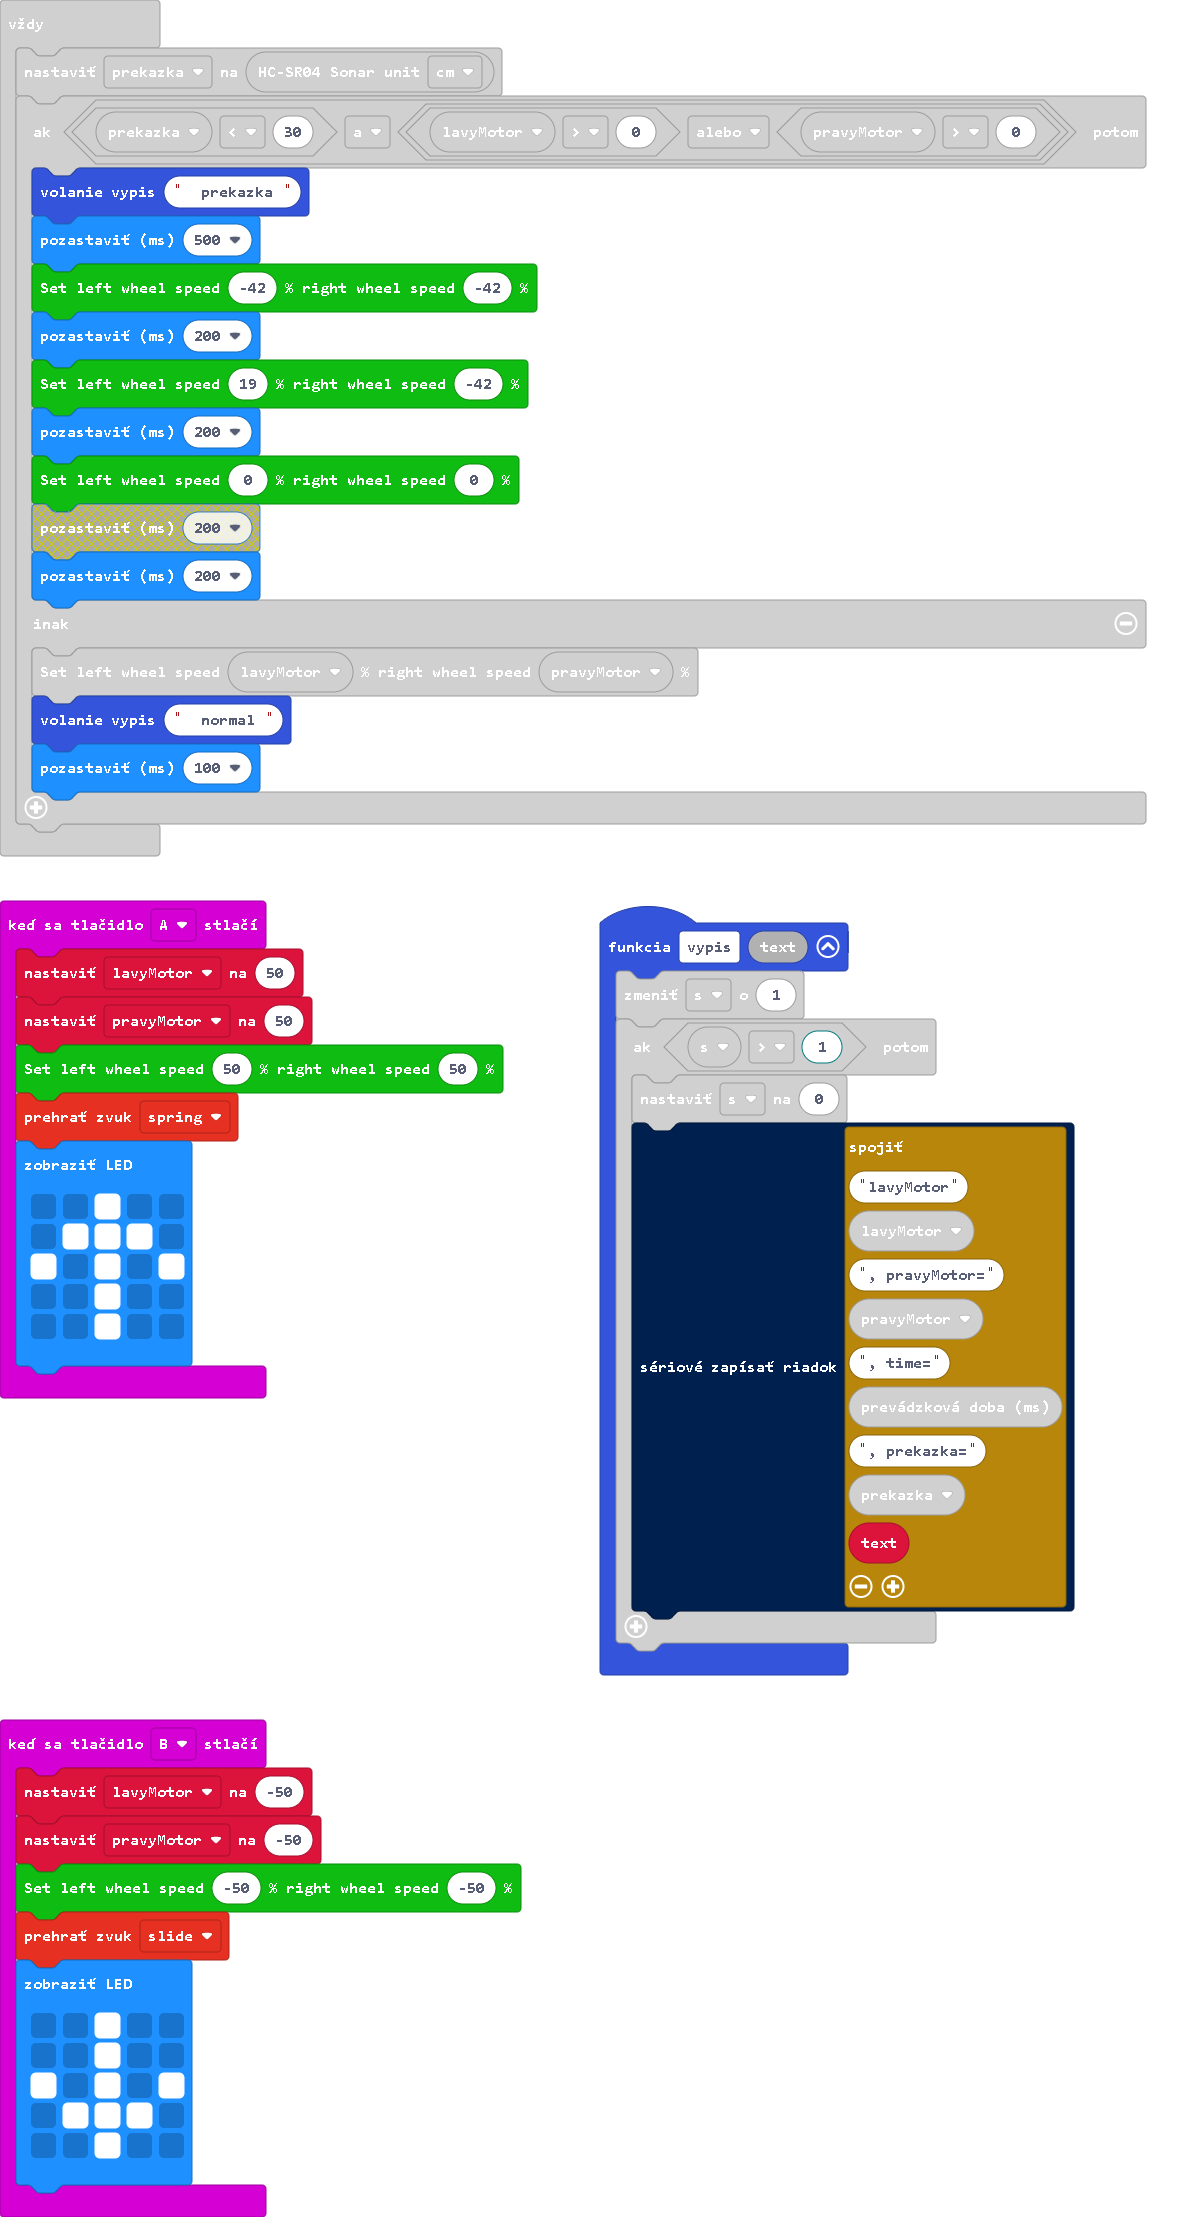 vždy
nastaviť prekazka na HC-SR04 Sonar unit cm
ak prekazka < 30 a lavyMotor > 0 alebo pravyMotor > 0 potom
volanie vypis " prekazka "
pozastaviť (ms) 500
Set left wheel speed -42 % right wheel speed -42 %
pozastaviť (ms) 200
Set left wheel speed 19 % right wheel speed -42 %
pozastaviť (ms) 200
Set left wheel speed 0 % right wheel speed 0 %
pozastaviť (ms) 200
pozastaviť (ms) 200
inak
Set left wheel speed lavyMotor % right wheel speed pravyMotor %
volanie vypis " normal "
pozastaviť (ms) 100
keď sa tlačidlo A stlačí
nastaviť lavyMotor na 50
nastaviť pravyMotor na 50
Set left wheel speed 50 % right wheel speed 50 %
prehrať zvuk spring
zobraziť LED
funkcia vypis text
zmeniť s o 1
ak s > 1 potom
nastaviť s na 0
sériové zapísať riadok
spojiť
"lavyMotor"
lavyMotor
", pravyMotor="
pravyMotor
", time="
prevádzková doba (ms)
", prekazka="
prekazka
text
keď sa tlačidlo B stlačí
nastaviť lavyMotor na -50
nastaviť pravyMotor na -50
Set left wheel speed -50 % right wheel speed -50 %
prehrať zvuk slide
zobraziť LED